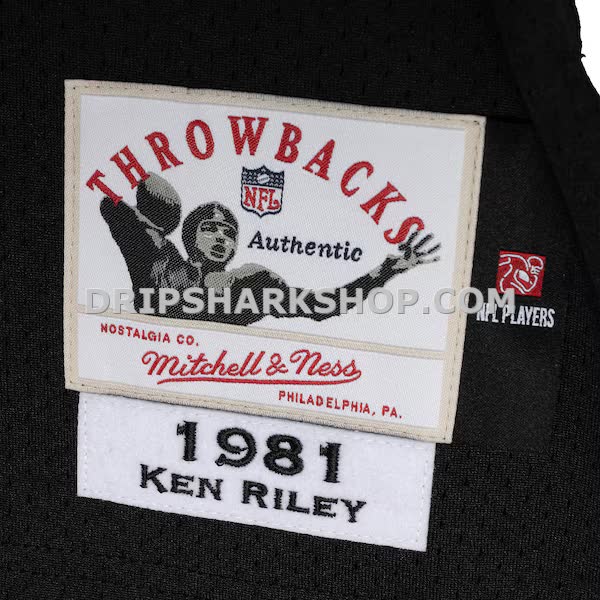 THROWBACKS
NFL
Authentic
DRIPSHARKSHOP.COM
NFL PLAYERS
NOSTALGIA CO.
Mitchell & Ness
PHILADELPHIA, PA.
1981
KEN RILEY